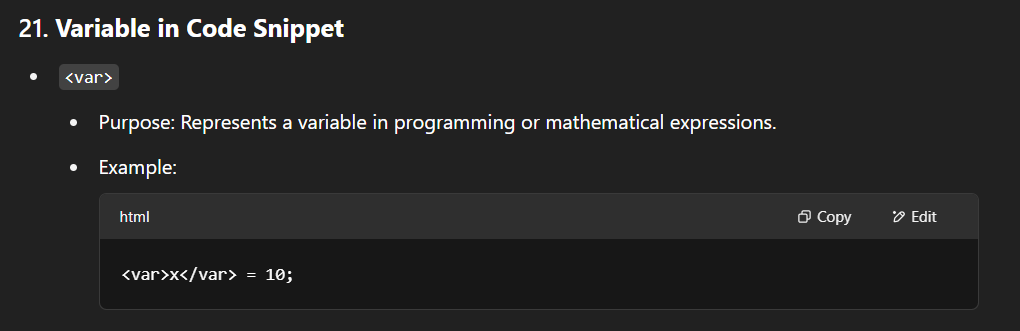 21. Variable in Code Snippet
<var>
Purpose: Represents a variable in programming or mathematical expressions.
Example:
html Copy Edit
<var>x</var> = 10;